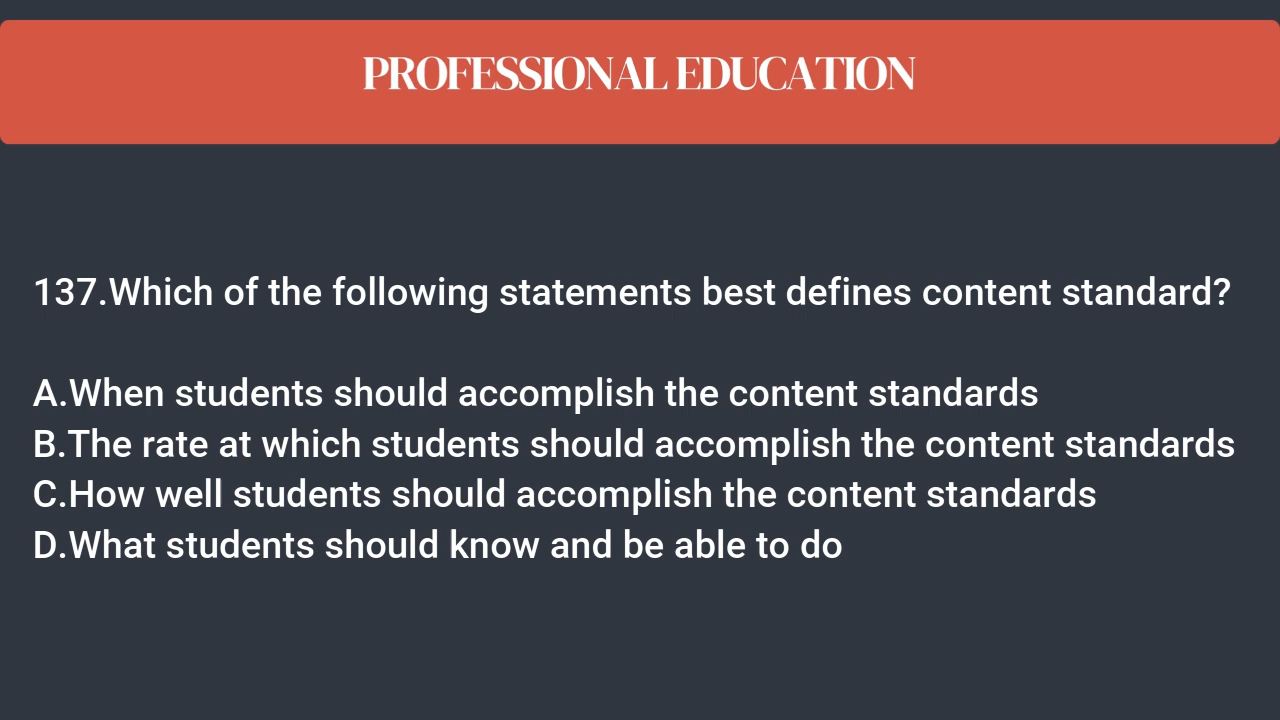 PROFESSIONAL EDUCATION
137.Which of the following statements best defines content standard?
A.When students should accomplish the content standards
B.The rate at which students should accomplish the content standards
C.How well students should accomplish the content standards
D.What students should know and be able to do